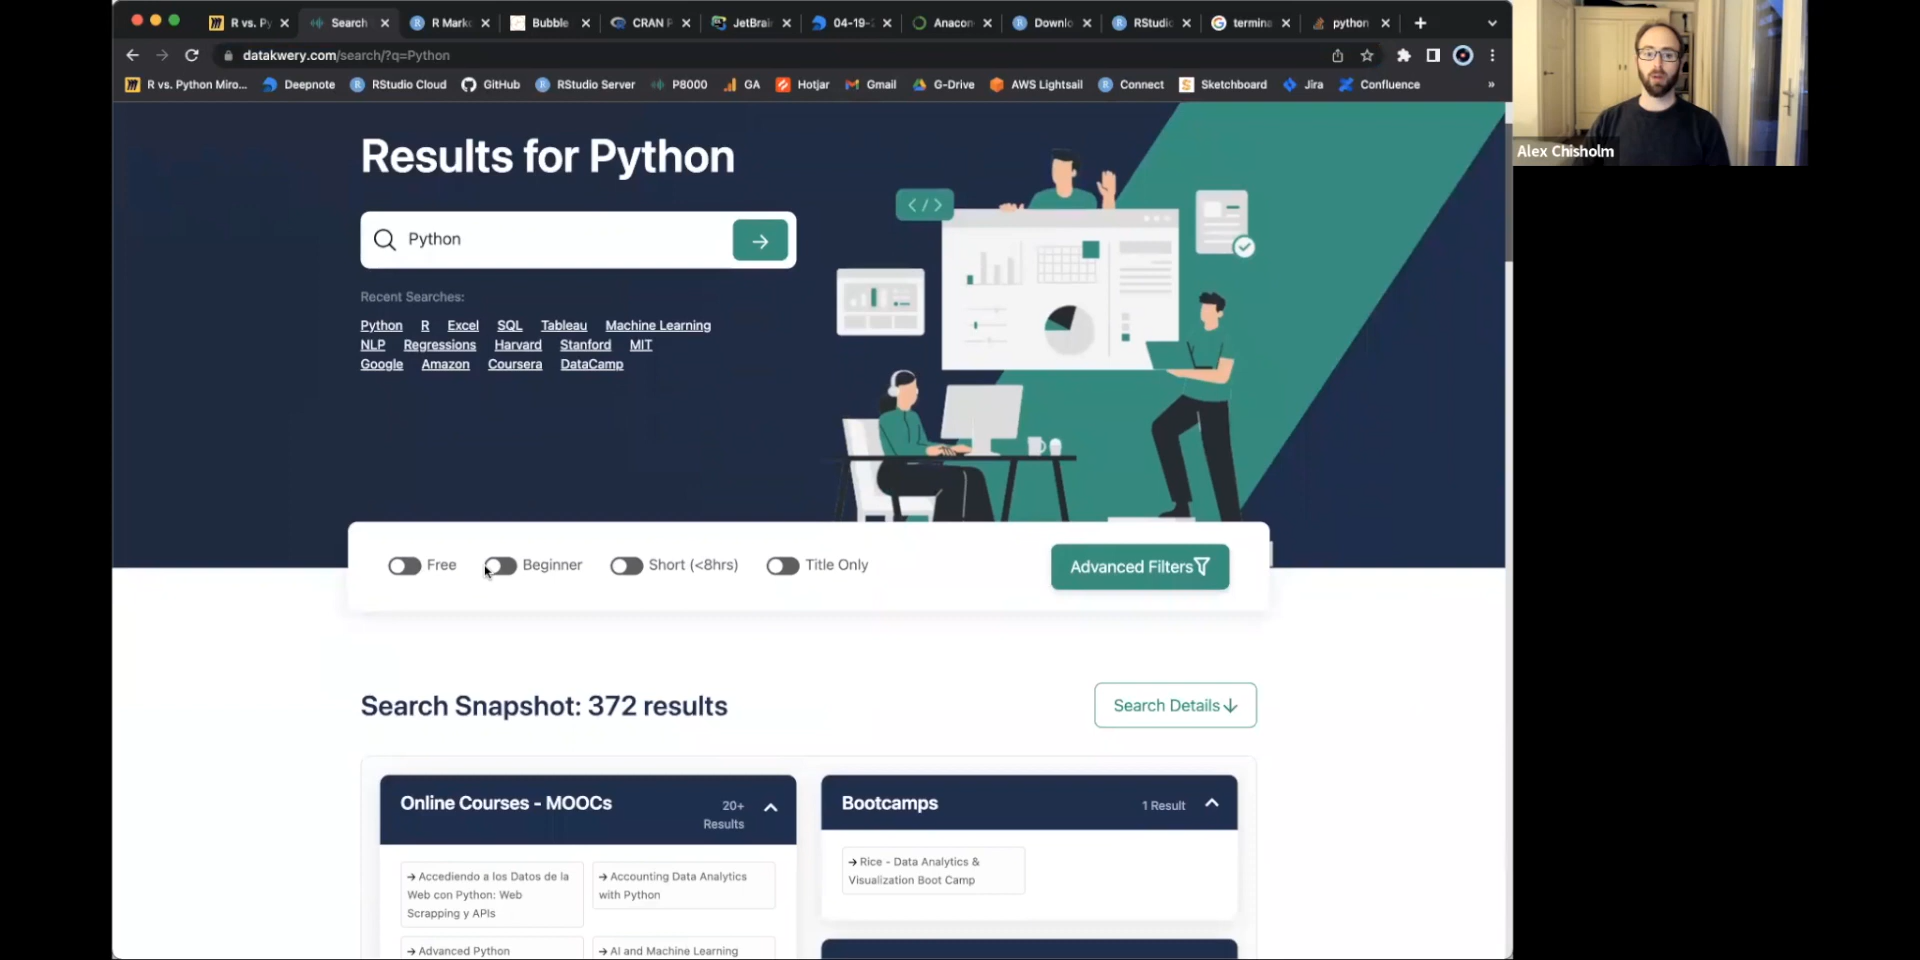 R vs. Py
Search
R Marko
Bubble
CRAN P
JetBrai
04-19-2
Anacon
Downlo
RStudio
termina
python
datakwery.com/search/?q=Python
R vs. Python Miro...
Deepnote
RStudio Cloud
GitHub
RStudio Server
P8000
GA
Hotjar
Gmail
G-Drive
AWS Lightsail
Connect
Sketchboard
Jira
Confluence
»
Alex Chisholm
Results for Python
Python
</>
Recent Searches:
Python R Excel SQL Tableau Machine Learning
NLP Regressions Harvard Stanford MIT
Google Amazon Coursera DataCamp
Free
Beginner
Short (<8hrs)
Title Only
Advanced Filters
Search Snapshot: 372 results
Search Details
Online Courses - MOOCs
20+
Results
→ Accediendo a los Datos de la
Web con Python: Web
Scrapping y APIs
→ Accounting Data Analytics
with Python
→ Advanced Python
→ AI and Machine Learning
Bootcamps
1 Result
→ Rice - Data Analytics &
Visualization Boot Camp